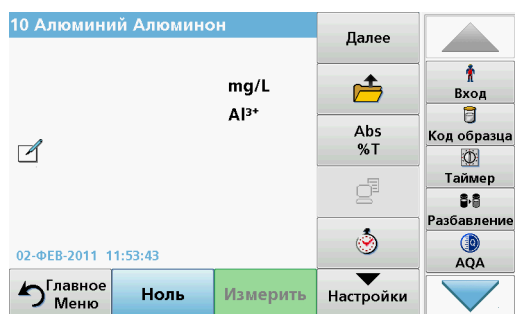 10 Алюминий Алюминон
Далее
mg/L
Al³⁺
Abs
%T
02-ФЕВ-2011 11:53:43
Главное
Меню
Ноль
Измерить
Настройки
Вход
Код образца
Таймер
Разбавление
AQA